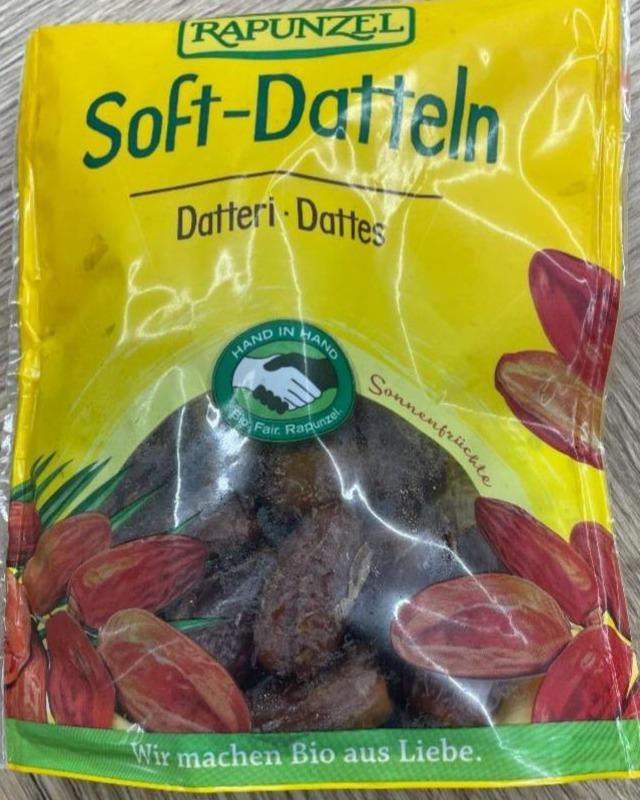 RAPUNZEL
Soft-Datteln
Datteri · Dattes
HAND IN HAND
Bio. Fair. Rapunzel.
Sonnenfrüchte
Wir machen Bio aus Liebe.